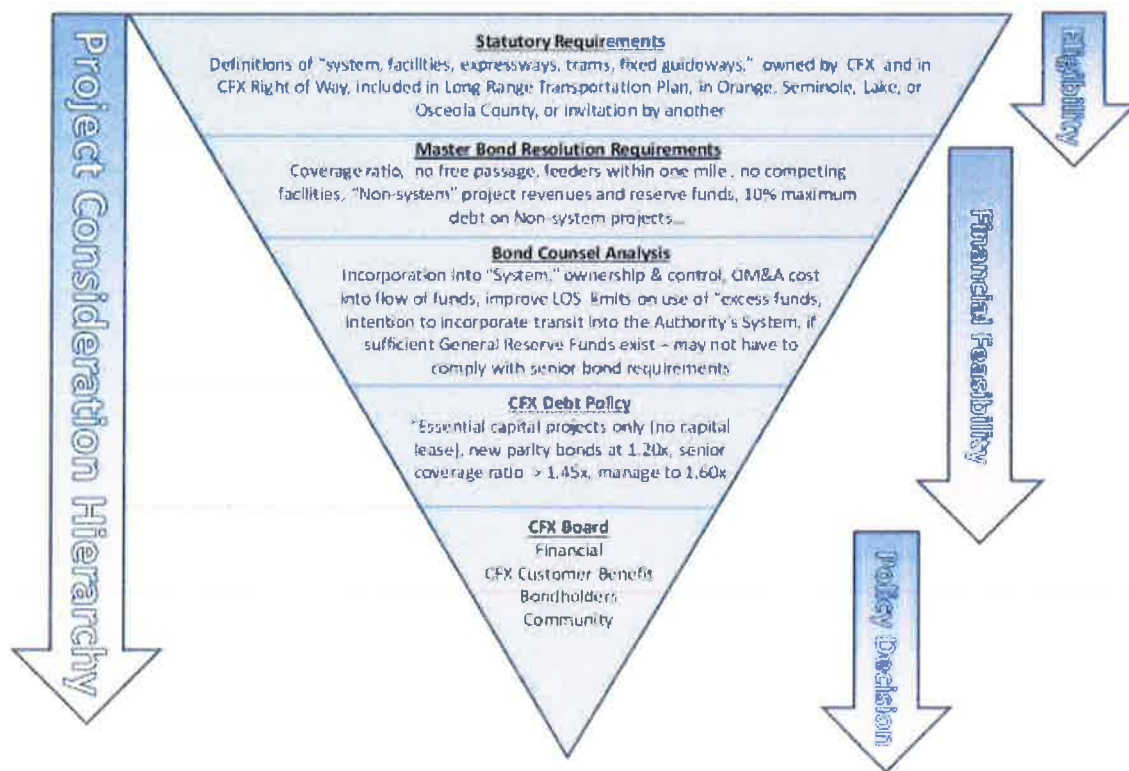 Project Consideration Hierarchy
Statutory Requirements
Definitions of "system, facilities, expressways, trams, fixed guideways," owned by CFX and in
CFX Right of Way, included in Long Range Transportation Plan, in Orange, Seminole, Lake, or
Osceola County, or invitation by another
Master Bond Resolution Requirements
Coverage ratio, no free passage, feeders within one mile, no competing
facilities, "Non-system" project revenues and reserve funds, 10% maximum
debt on Non-system projects...
Bond Counsel Analysis
Incorporation into "System," ownership & control, OM&A cost
into flow of funds, improve LOS, limits on use of "excess funds,
intention to incorporate transit into the Authority's System, if
sufficient General Reserve Funds exist – may not have to
comply with senior bond requirements
CFX Debt Policy
"Essential capital projects only (no capital
lease), new parity bonds at 1.20x, senior
coverage ratio > 1.45x, manage to 1.60x
CFX Board
Financial
CFX Customer Benefit
Bondholders
Community
Eligibility
Financial Feasibility
Policy Decision